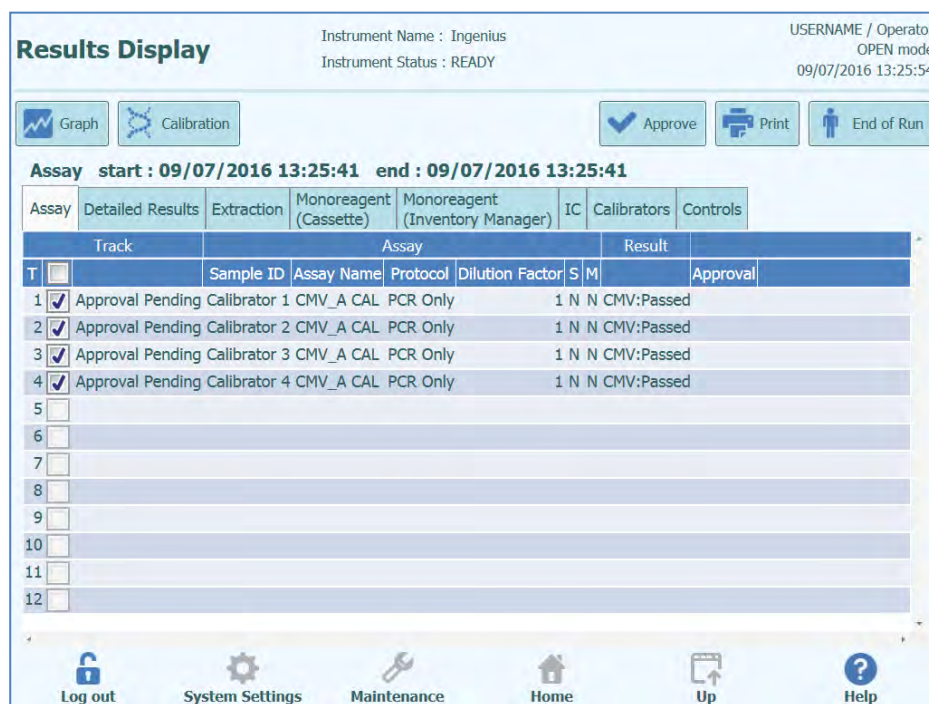 Results Display
Instrument Name : Ingenius
Instrument Status : READY
USERNAME / Operato
OPEN mode
09/07/2016 13:25:54
Graph
Calibration
Approve
Print
End of Run
Assay start : 09/07/2016 13:25:41 end : 09/07/2016 13:25:41
Assay Detailed Results Extraction Monoreagent (Cassette) Monoreagent (Inventory Manager) IC Calibrators Controls
Track Assay Result
T Sample ID Assay Name Protocol Dilution Factor S M Approval
1 Approval Pending Calibrator 1 CMV_A CAL PCR Only 1 N N CMV:Passed
2 Approval Pending Calibrator 2 CMV_A CAL PCR Only 1 N N CMV:Passed
3 Approval Pending Calibrator 3 CMV_A CAL PCR Only 1 N N CMV:Passed
4 Approval Pending Calibrator 4 CMV_A CAL PCR Only 1 N N CMV:Passed
5
6
7
8
9
10
11
12
Log out System Settings Maintenance Home Up Help